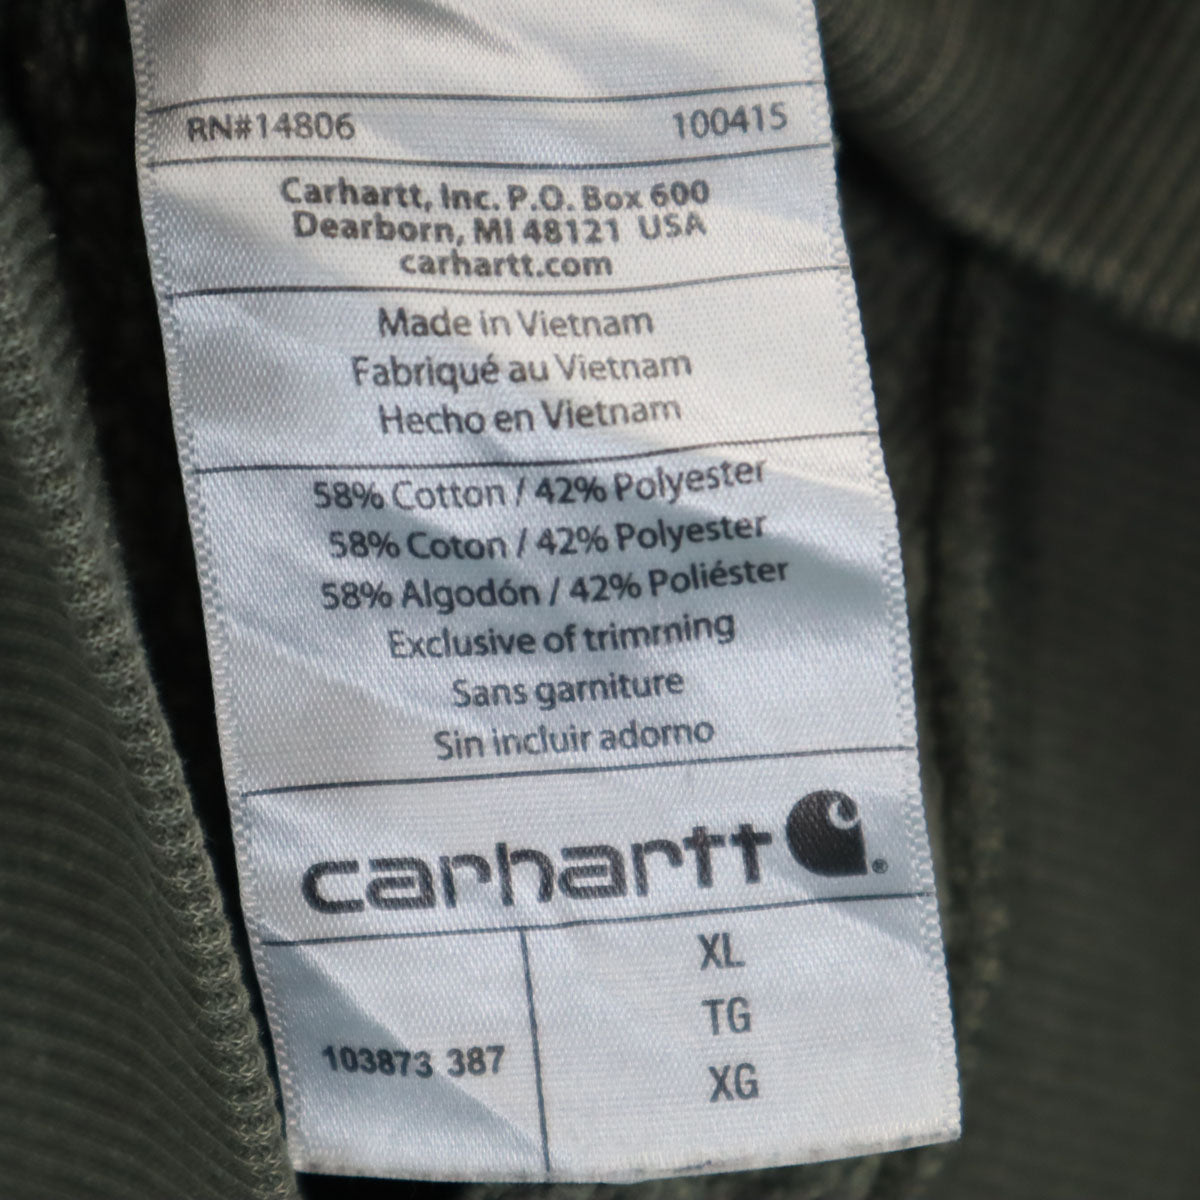 RN#14806 100415
Carhartt, Inc. P.O. Box 600
Dearborn, MI 48121 USA
carhartt.com
Made in Vietnam
Fabriqué au Vietnam
Hecho en Vietnam
58% Cotton / 42% Polyester
58% Coton / 42% Polyester
58% Algodón / 42% Poliéster
Exclusive of trimming
Sans garniture
Sin incluir adorno
carhartt
XL
TG
103873 387
XG